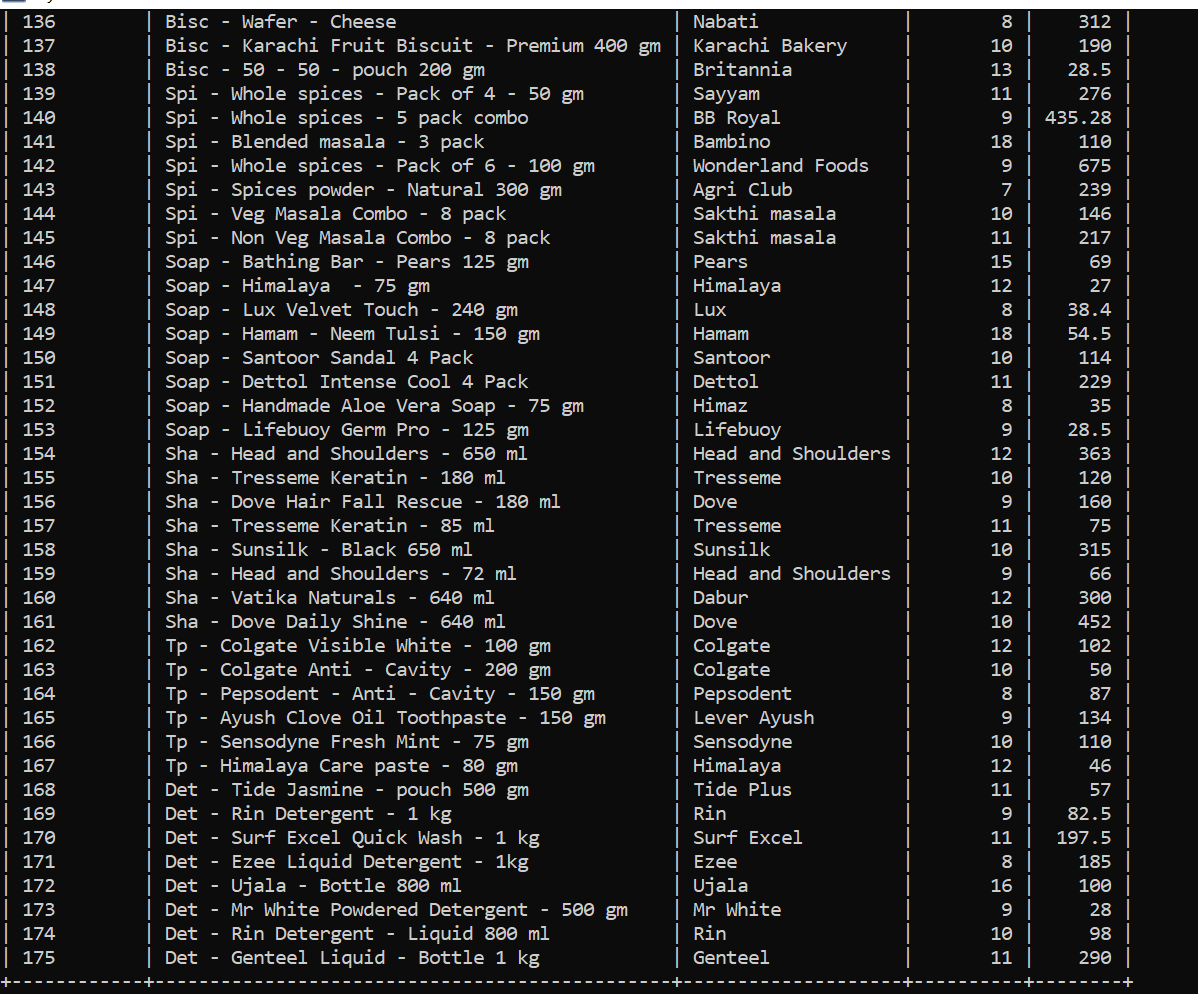 | 136 | Bisc - Wafer - Cheese | Nabati | 8 | 312 |
| 137 | Bisc - Karachi Fruit Biscuit - Premium 400 gm | Karachi Bakery | 10 | 190 |
| 138 | Bisc - 50 - 50 - pouch 200 gm | Britannia | 13 | 28.5 |
| 139 | Spi - Whole spices - Pack of 4 - 50 gm | Sayyam | 11 | 276 |
| 140 | Spi - Whole spices - 5 pack combo | BB Royal | 9 | 435.28 |
| 141 | Spi - Blended masala - 3 pack | Bambino | 18 | 110 |
| 142 | Spi - Whole spices - Pack of 6 - 100 gm | Wonderland Foods | 9 | 675 |
| 143 | Spi - Spices powder - Natural 300 gm | Agri Club | 7 | 239 |
| 144 | Spi - Veg Masala Combo - 8 pack | Sakthi masala | 10 | 146 |
| 145 | Spi - Non Veg Masala Combo - 8 pack | Sakthi masala | 11 | 217 |
| 146 | Soap - Bathing Bar - Pears 125 gm | Pears | 15 | 69 |
| 147 | Soap - Himalaya  - 75 gm | Himalaya | 12 | 27 |
| 148 | Soap - Lux Velvet Touch - 240 gm | Lux | 8 | 38.4 |
| 149 | Soap - Hamam - Neem Tulsi - 150 gm | Hamam | 18 | 54.5 |
| 150 | Soap - Santoor Sandal 4 Pack | Santoor | 10 | 114 |
| 151 | Soap - Dettol Intense Cool 4 Pack | Dettol | 11 | 229 |
| 152 | Soap - Handmade Aloe Vera Soap - 75 gm | Himaz | 8 | 35 |
| 153 | Soap - Lifebuoy Germ Pro - 125 gm | Lifebuoy | 9 | 28.5 |
| 154 | Sha - Head and Shoulders - 650 ml | Head and Shoulders | 12 | 363 |
| 155 | Sha - Tresseme Keratin - 180 ml | Tresseme | 10 | 120 |
| 156 | Sha - Dove Hair Fall Rescue - 180 ml | Dove | 9 | 160 |
| 157 | Sha - Tresseme Keratin - 85 ml | Tresseme | 11 | 75 |
| 158 | Sha - Sunsilk - Black 650 ml | Sunsilk | 10 | 315 |
| 159 | Sha - Head and Shoulders - 72 ml | Head and Shoulders | 9 | 66 |
| 160 | Sha - Vatika Naturals - 640 ml | Dabur | 12 | 300 |
| 161 | Sha - Dove Daily Shine - 640 ml | Dove | 10 | 452 |
| 162 | Tp - Colgate Visible White - 100 gm | Colgate | 12 | 102 |
| 163 | Tp - Colgate Anti - Cavity - 200 gm | Colgate | 10 | 50 |
| 164 | Tp - Pepsodent - Anti - Cavity - 150 gm | Pepsodent | 8 | 87 |
| 165 | Tp - Ayush Clove Oil Toothpaste - 150 gm | Lever Ayush | 9 | 134 |
| 166 | Tp - Sensodyne Fresh Mint - 75 gm | Sensodyne | 10 | 110 |
| 167 | Tp - Himalaya Care paste - 80 gm | Himalaya | 12 | 46 |
| 168 | Det - Tide Jasmine - pouch 500 gm | Tide Plus | 11 | 57 |
| 169 | Det - Rin Detergent - 1 kg | Rin | 9 | 82.5 |
| 170 | Det - Surf Excel Quick Wash - 1 kg | Surf Excel | 11 | 197.5 |
| 171 | Det - Ezee Liquid Detergent - 1kg | Ezee | 8 | 185 |
| 172 | Det - Ujala - Bottle 800 ml | Ujala | 16 | 100 |
| 173 | Det - Mr White Powdered Detergent - 500 gm | Mr White | 9 | 28 |
| 174 | Det - Rin Detergent - Liquid 800 ml | Rin | 10 | 98 |
| 175 | Det - Genteel Liquid - Bottle 1 kg | Genteel | 11 | 290 |